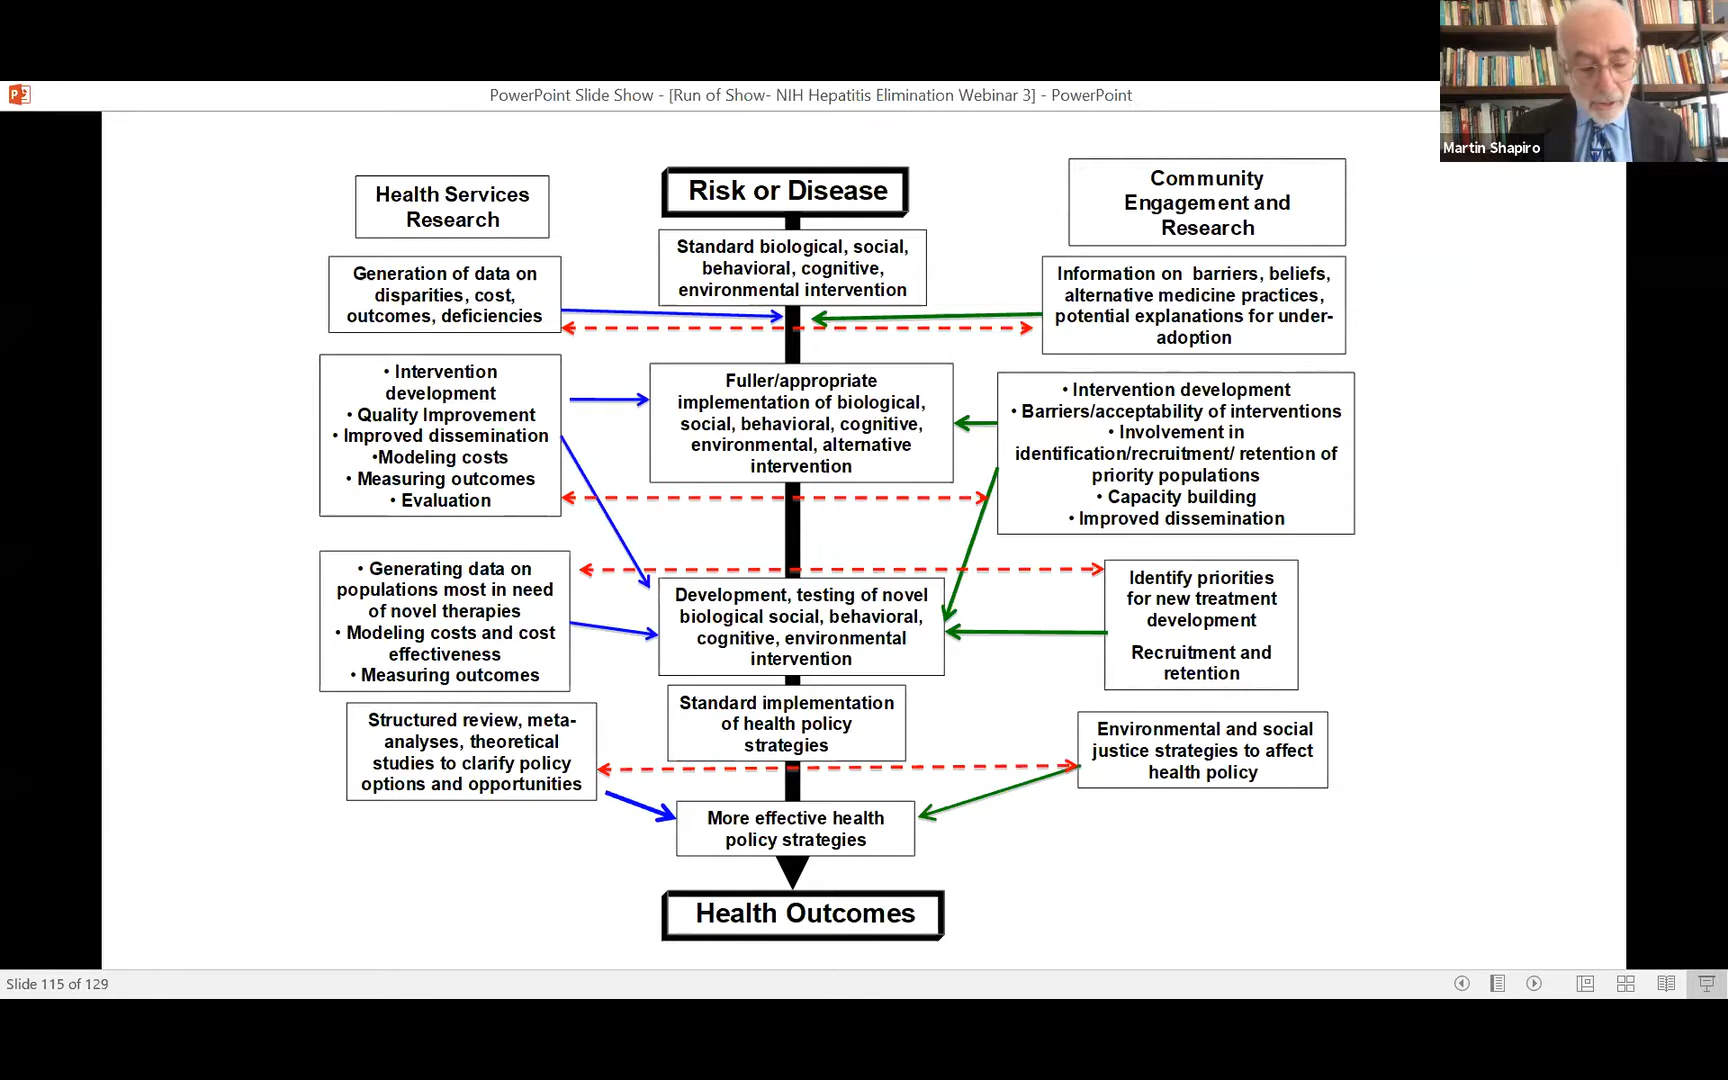 PowerPoint Slide Show - [Run of Show- NIH Hepatitis Elimination Webinar 3] - PowerPoint
Martin Shapiro
Health Services
Research
Risk or Disease
Community
Engagement and
Research
Generation of data on
disparities, cost,
outcomes, deficiencies
Standard biological, social,
behavioral, cognitive,
environmental intervention
Information on barriers, beliefs,
alternative medicine practices,
potential explanations for under-
adoption
• Intervention
development
• Quality Improvement
• Improved dissemination
•Modeling costs
• Measuring outcomes
• Evaluation
Fuller/appropriate
implementation of biological,
social, behavioral, cognitive,
environmental, alternative
intervention
• Intervention development
• Barriers/acceptability of interventions
• Involvement in
identification/recruitment/ retention of
priority populations
• Capacity building
• Improved dissemination
• Generating data on
populations most in need
of novel therapies
• Modeling costs and cost
effectiveness
• Measuring outcomes
Development, testing of novel
biological social, behavioral,
cognitive, environmental
intervention
Identify priorities
for new treatment
development
Recruitment and
retention
Structured review, meta-
analyses, theoretical
studies to clarify policy
options and opportunities
Standard implementation
of health policy
strategies
Environmental and social
justice strategies to affect
health policy
More effective health
policy strategies
Health Outcomes
Slide 115 of 129